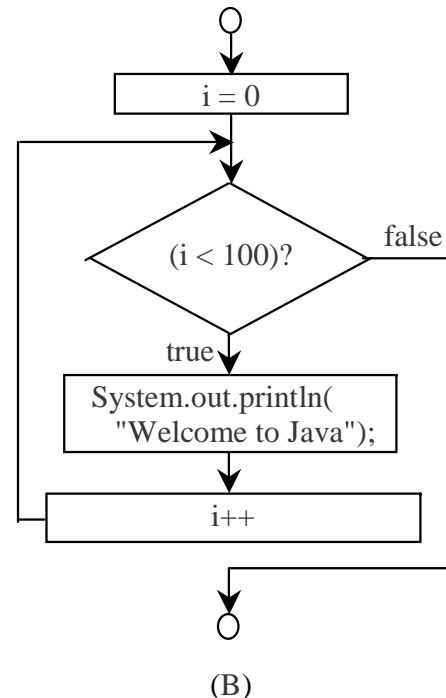 i = 0
(i < 100)?
false
true
System.out.println(
"Welcome to Java");
i++
(B)